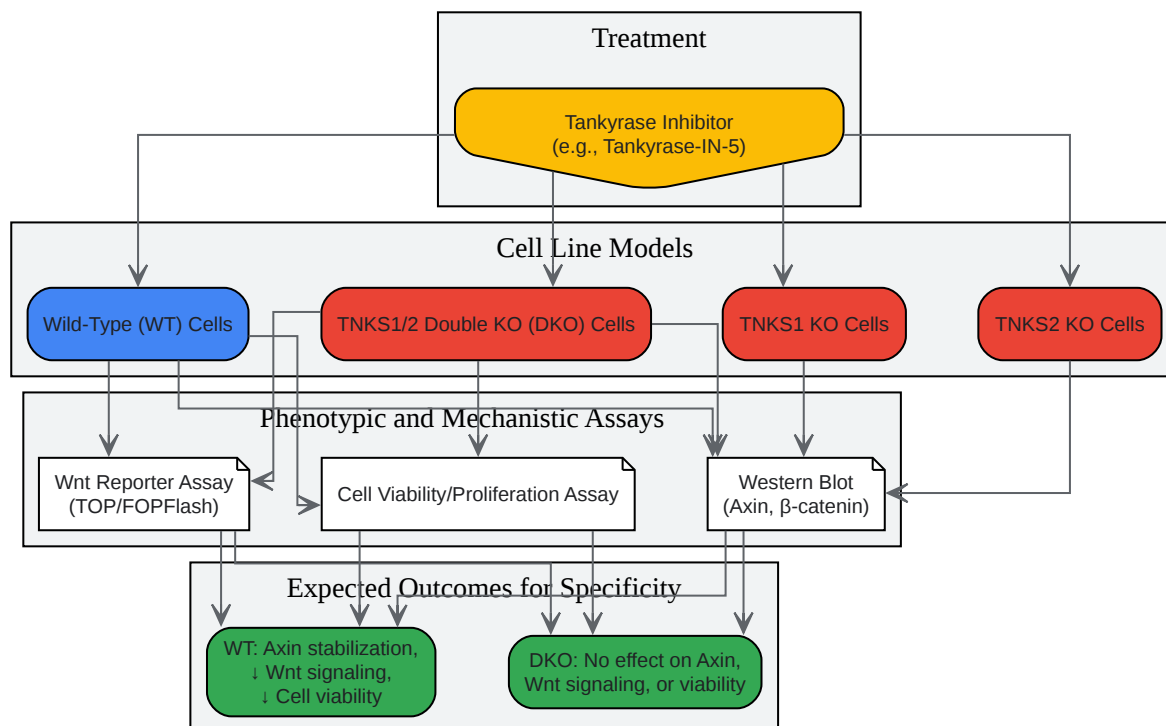 Treatment
Tankyrase Inhibitor
(e.g., Tankyrase-IN-5)
Cell Line Models
Wild-Type (WT) Cells
TNKS1/2 Double KO (DKO) Cells
TNKS1 KO Cells
TNKS2 KO Cells
Phenotypic and Mechanistic Assays
Wnt Reporter Assay
(TOP/FOPFlash)
Cell Viability/Proliferation Assay
Western Blot
(Axin, β-catenin)
Expected Outcomes for Specificity
WT: Axin stabilization,
↓ Wnt signaling,
↓ Cell viability
DKO: No effect on Axin,
Wnt signaling, or viability